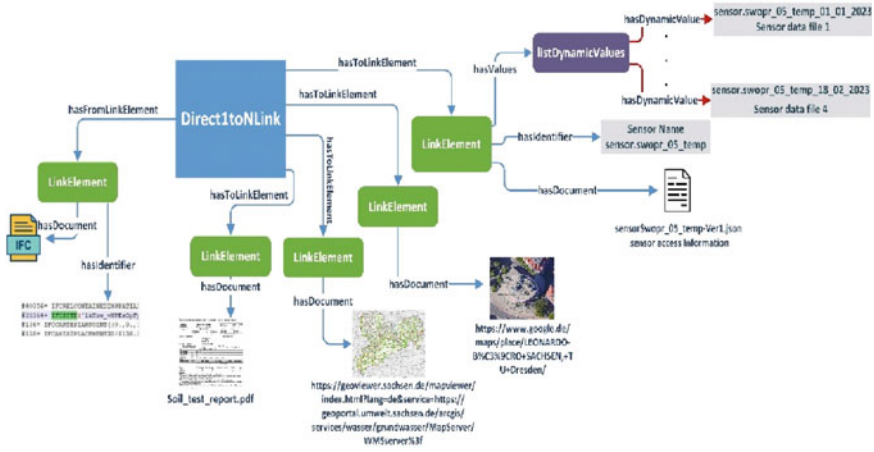 sensor.swopr_05_temp_01_01_2023
Sensor data file 1
hasDynamicValue
listDynamicValues
hasValues
hasDynamicValue
sensor.swopr_05_temp_18_02_2023
Sensor data file 4
hasToLinkElement
hasToLinkElement
hasFromLinkElement
Direct1toNLink
LinkElement
hasIdentifier
Sensor Name
sensor.swopr_05_temp
hasDocument
sensorSwopr_05_temp-Ver1.json
sensor access information
hasToLinkElement
hasToLinkElement
LinkElement
LinkElement
hasDocument
IFC
hasIdentifier
LinkElement
LinkElement
hasDocument
hasDocument
hasDocument
Soil_test_report.pdf
https://geoviewer.sachsen.de/mapviewer/
index.html?lang=de&service=https://
geoportal.umwelt.sachsen.de/arcgis/
services/wasser/grundwasser/MapServer/
WMSserver%3f
https://www.google.de/
maps/place/LEONARDO-
B%C3%9CRO+SACHSEN,+T
U+Dresden/